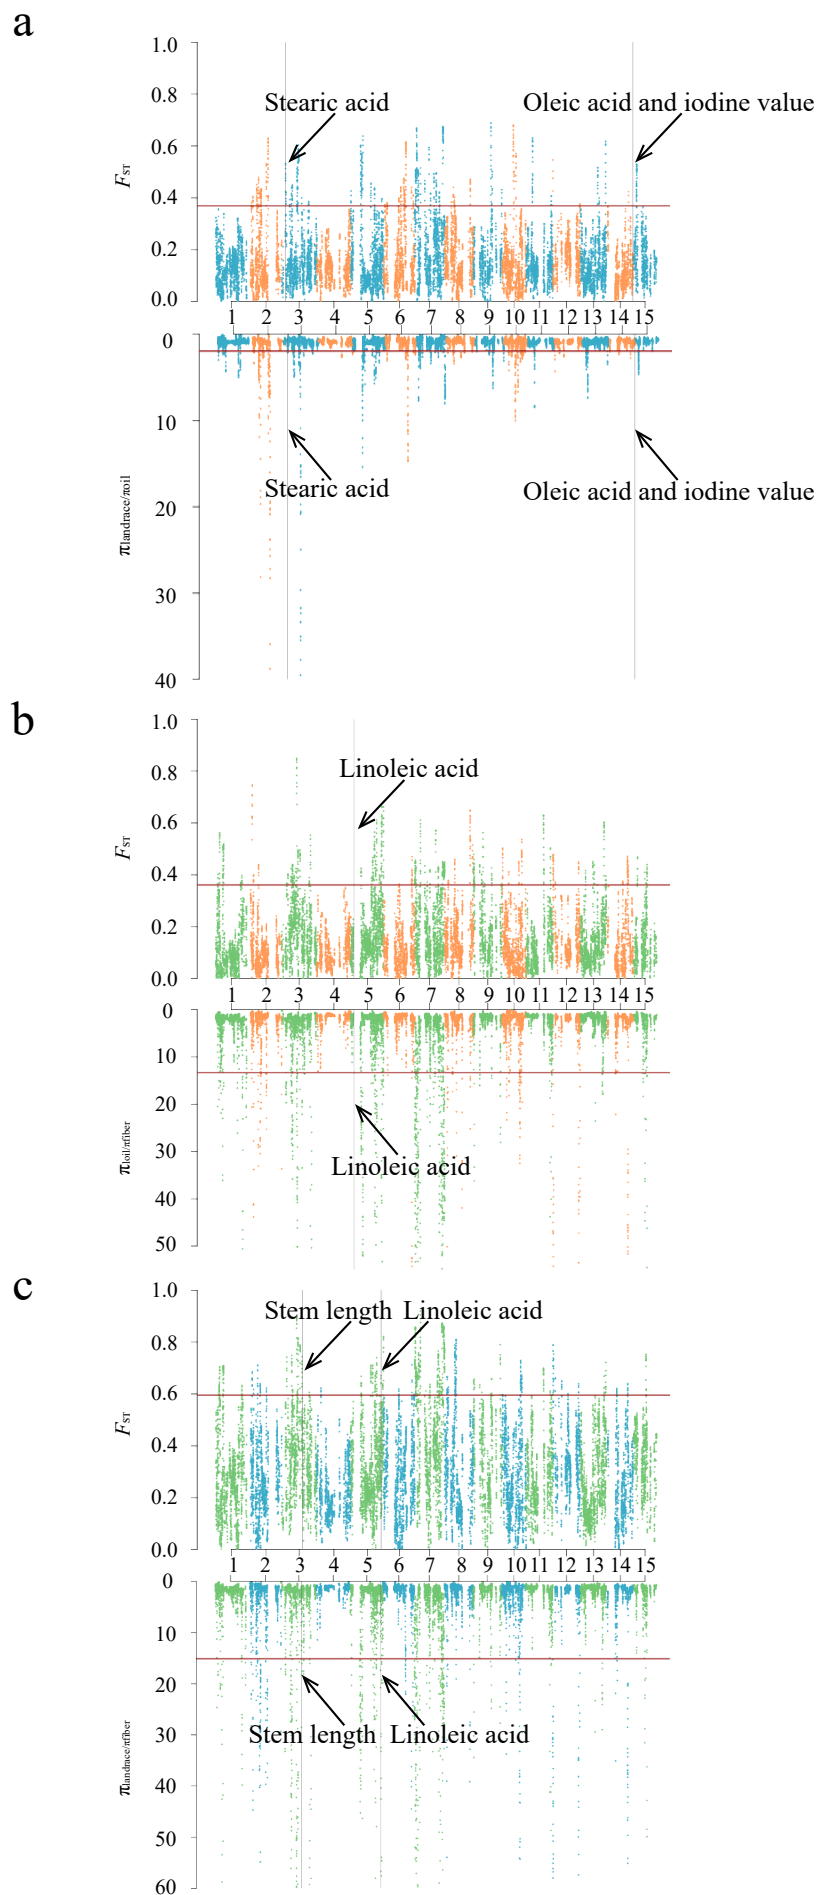 a
1.0
Stearic acid
Oleic acid and iodine value
0.8
0.6
FST
0.4
0.2
0.0
1 2 3 4 5 6 7 8 9 10 11 12 13 14 15
0
10
Stearic acid
Oleic acid and iodine value
20
πlandrace/πoil
30
40
b
1.0
Linoleic acid
0.8
0.6
FST
0.4
0.2
0.0
1 2 3 4 5 6 7 8 9 10 11 12 13 14 15
0
10
20
πloil/πfiber
30
Linoleic acid
40
50
c
1.0
Stem length Linoleic acid
0.8
0.6
FST
0.4
0.2
0.0
1 2 3 4 5 6 7 8 9 10 11 12 13 14 15
0
10
20
30
Stem length Linoleic acid
πlandrace/πfiber
40
50
60